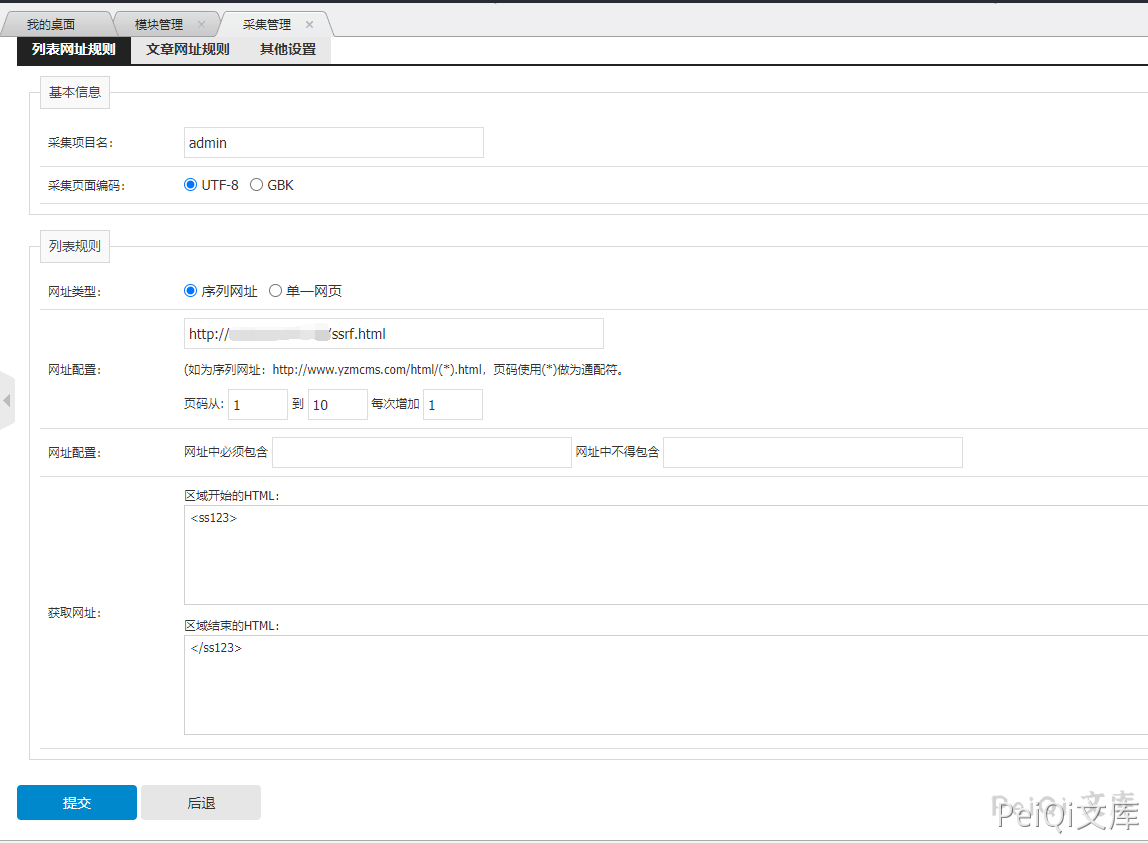 我的桌面 模块管理 × 采集管理 ×
列表网址规则 文章网址规则 其他设置
基本信息
采集项目名： admin
采集页面编码： UTF-8 GBK
列表规则
网址类型： 序列网址 单一网页
http:// /ssrf.html
网址配置： (如为序列网址：http://www.yzmcms.com/html/(*).html，页码使用(*)做为通配符。
页码从: 1 到 10 每次增加 1
网址配置： 网址中必须包含 网址中不得包含
区域开始的HTML：
<ss123>
获取网址：
区域结束的HTML：
</ss123>
提交 后退
PeiQi 文库
PeiQi文库